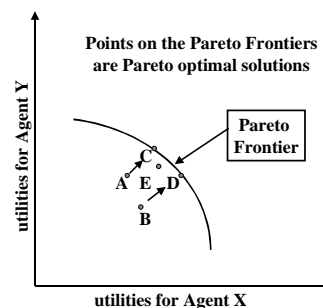 Points on the Pareto Frontiers
are Pareto optimal solutions
utilities for Agent Y
Pareto
Frontier
C
A E D
B
utilities for Agent X